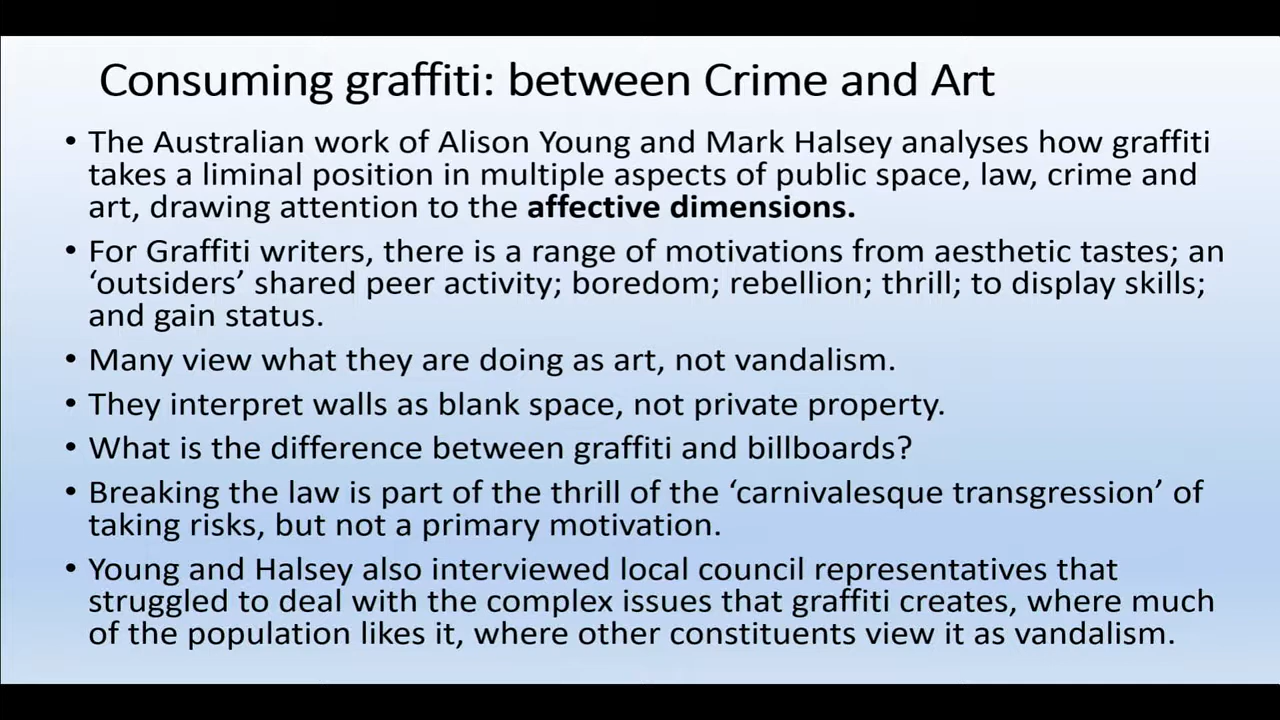 Consuming graffiti: between Crime and Art
• The Australian work of Alison Young and Mark Halsey analyses how graffiti
takes a liminal position in multiple aspects of public space, law, crime and
art, drawing attention to the affective dimensions.
• For Graffiti writers, there is a range of motivations from aesthetic tastes; an
‘outsiders’ shared peer activity; boredom; rebellion; thrill; to display skills;
and gain status.
• Many view what they are doing as art, not vandalism.
• They interpret walls as blank space, not private property.
• What is the difference between graffiti and billboards?
• Breaking the law is part of the thrill of the ‘carnivalesque transgression’ of
taking risks, but not a primary motivation.
• Young and Halsey also interviewed local council representatives that
struggled to deal with the complex issues that graffiti creates, where much
of the population likes it, where other constituents view it as vandalism.